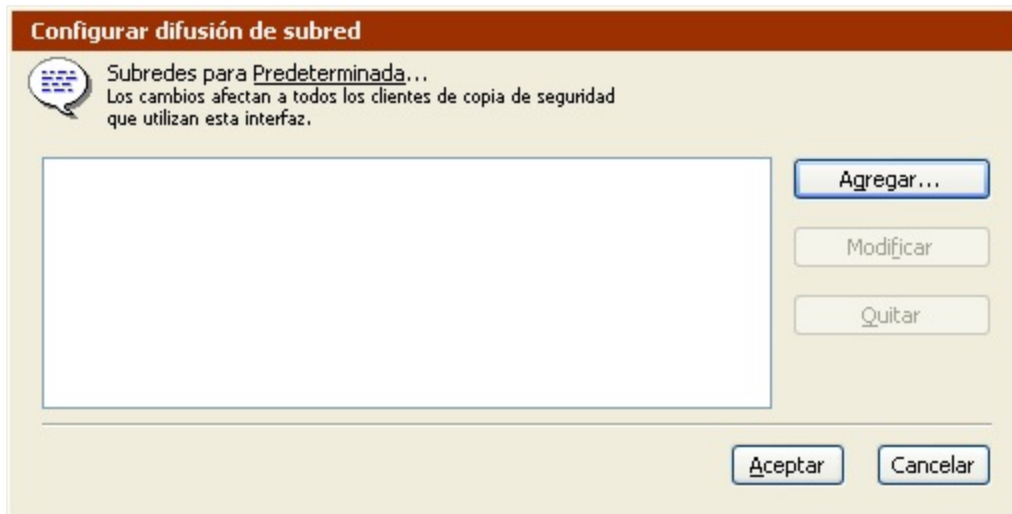 Configurar difusión de subred
Subredes para Predeterminada...
Los cambios afectan a todos los clientes de copia de seguridad
que utilizan esta interfaz.
Agregar...
Modificar
Quitar
Aceptar
Cancelar